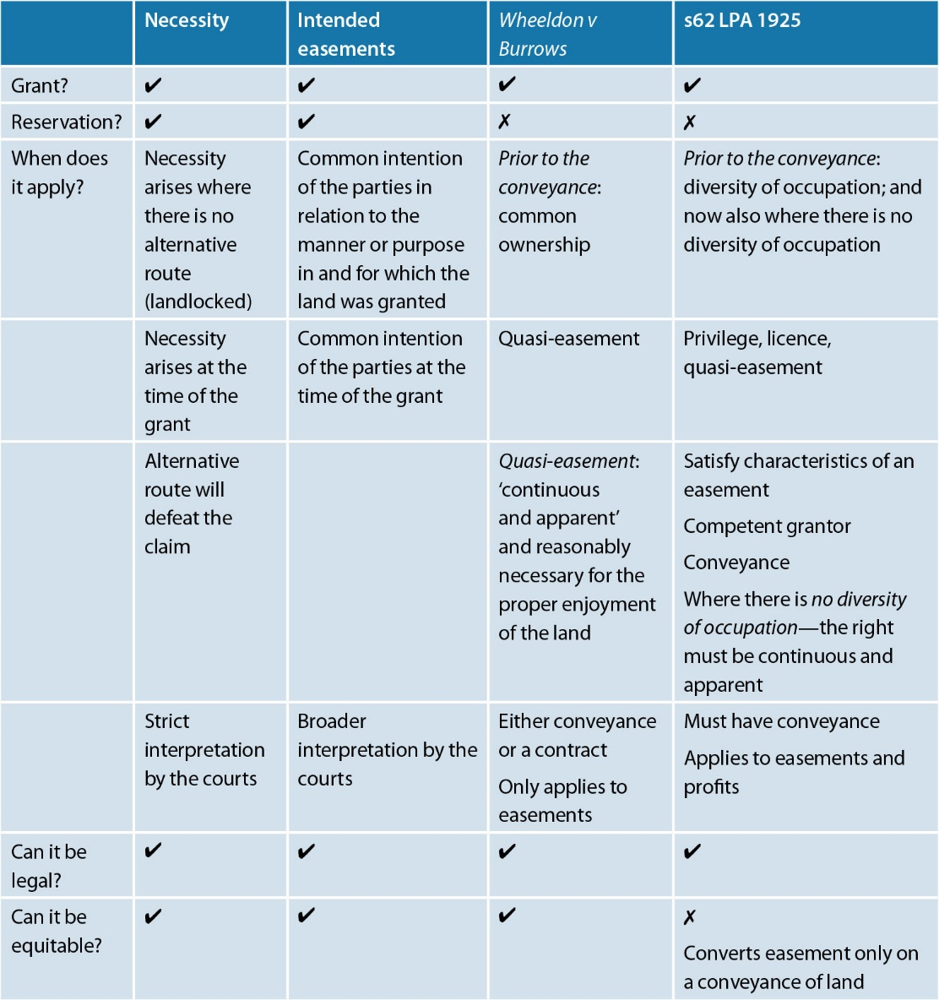 Necessity
Intended
easements
Wheeldon v
Burrows
s62 LPA 1925
Grant?
✔
✔
✔
✔
Reservation?
✔
✔
✗
✗
When does
it apply?
Necessity
arises where
there is no
alternative
route
(landlocked)
Common intention
of the parties in
relation to the
manner or purpose
in and for which the
land was granted
Prior to the
conveyance:
common
ownership
Prior to the conveyance:
diversity of occupation; and
now also where there is no
diversity of occupation
Necessity
arises at the
time of the
grant
Common intention
of the parties at the
time of the grant
Quasi-easement
Privilege, licence,
quasi-easement
Alternative
route will
defeat the
claim
Quasi-easement:
‘continuous
and apparent’
and reasonably
necessary for the
proper enjoyment
of the land
Satisfy characteristics of an
easement
Competent grantor
Conveyance
Where there is no diversity
of occupation—the right
must be continuous and
apparent
Strict
interpretation
by the courts
Broader
interpretation by the
courts
Either conveyance
or a contract
Only applies to
easements
Must have conveyance
Applies to easements and
profits
Can it be
legal?
✔
✔
✔
✔
Can it be
equitable?
✔
✔
✔
✗
Converts easement only on
a conveyance of land